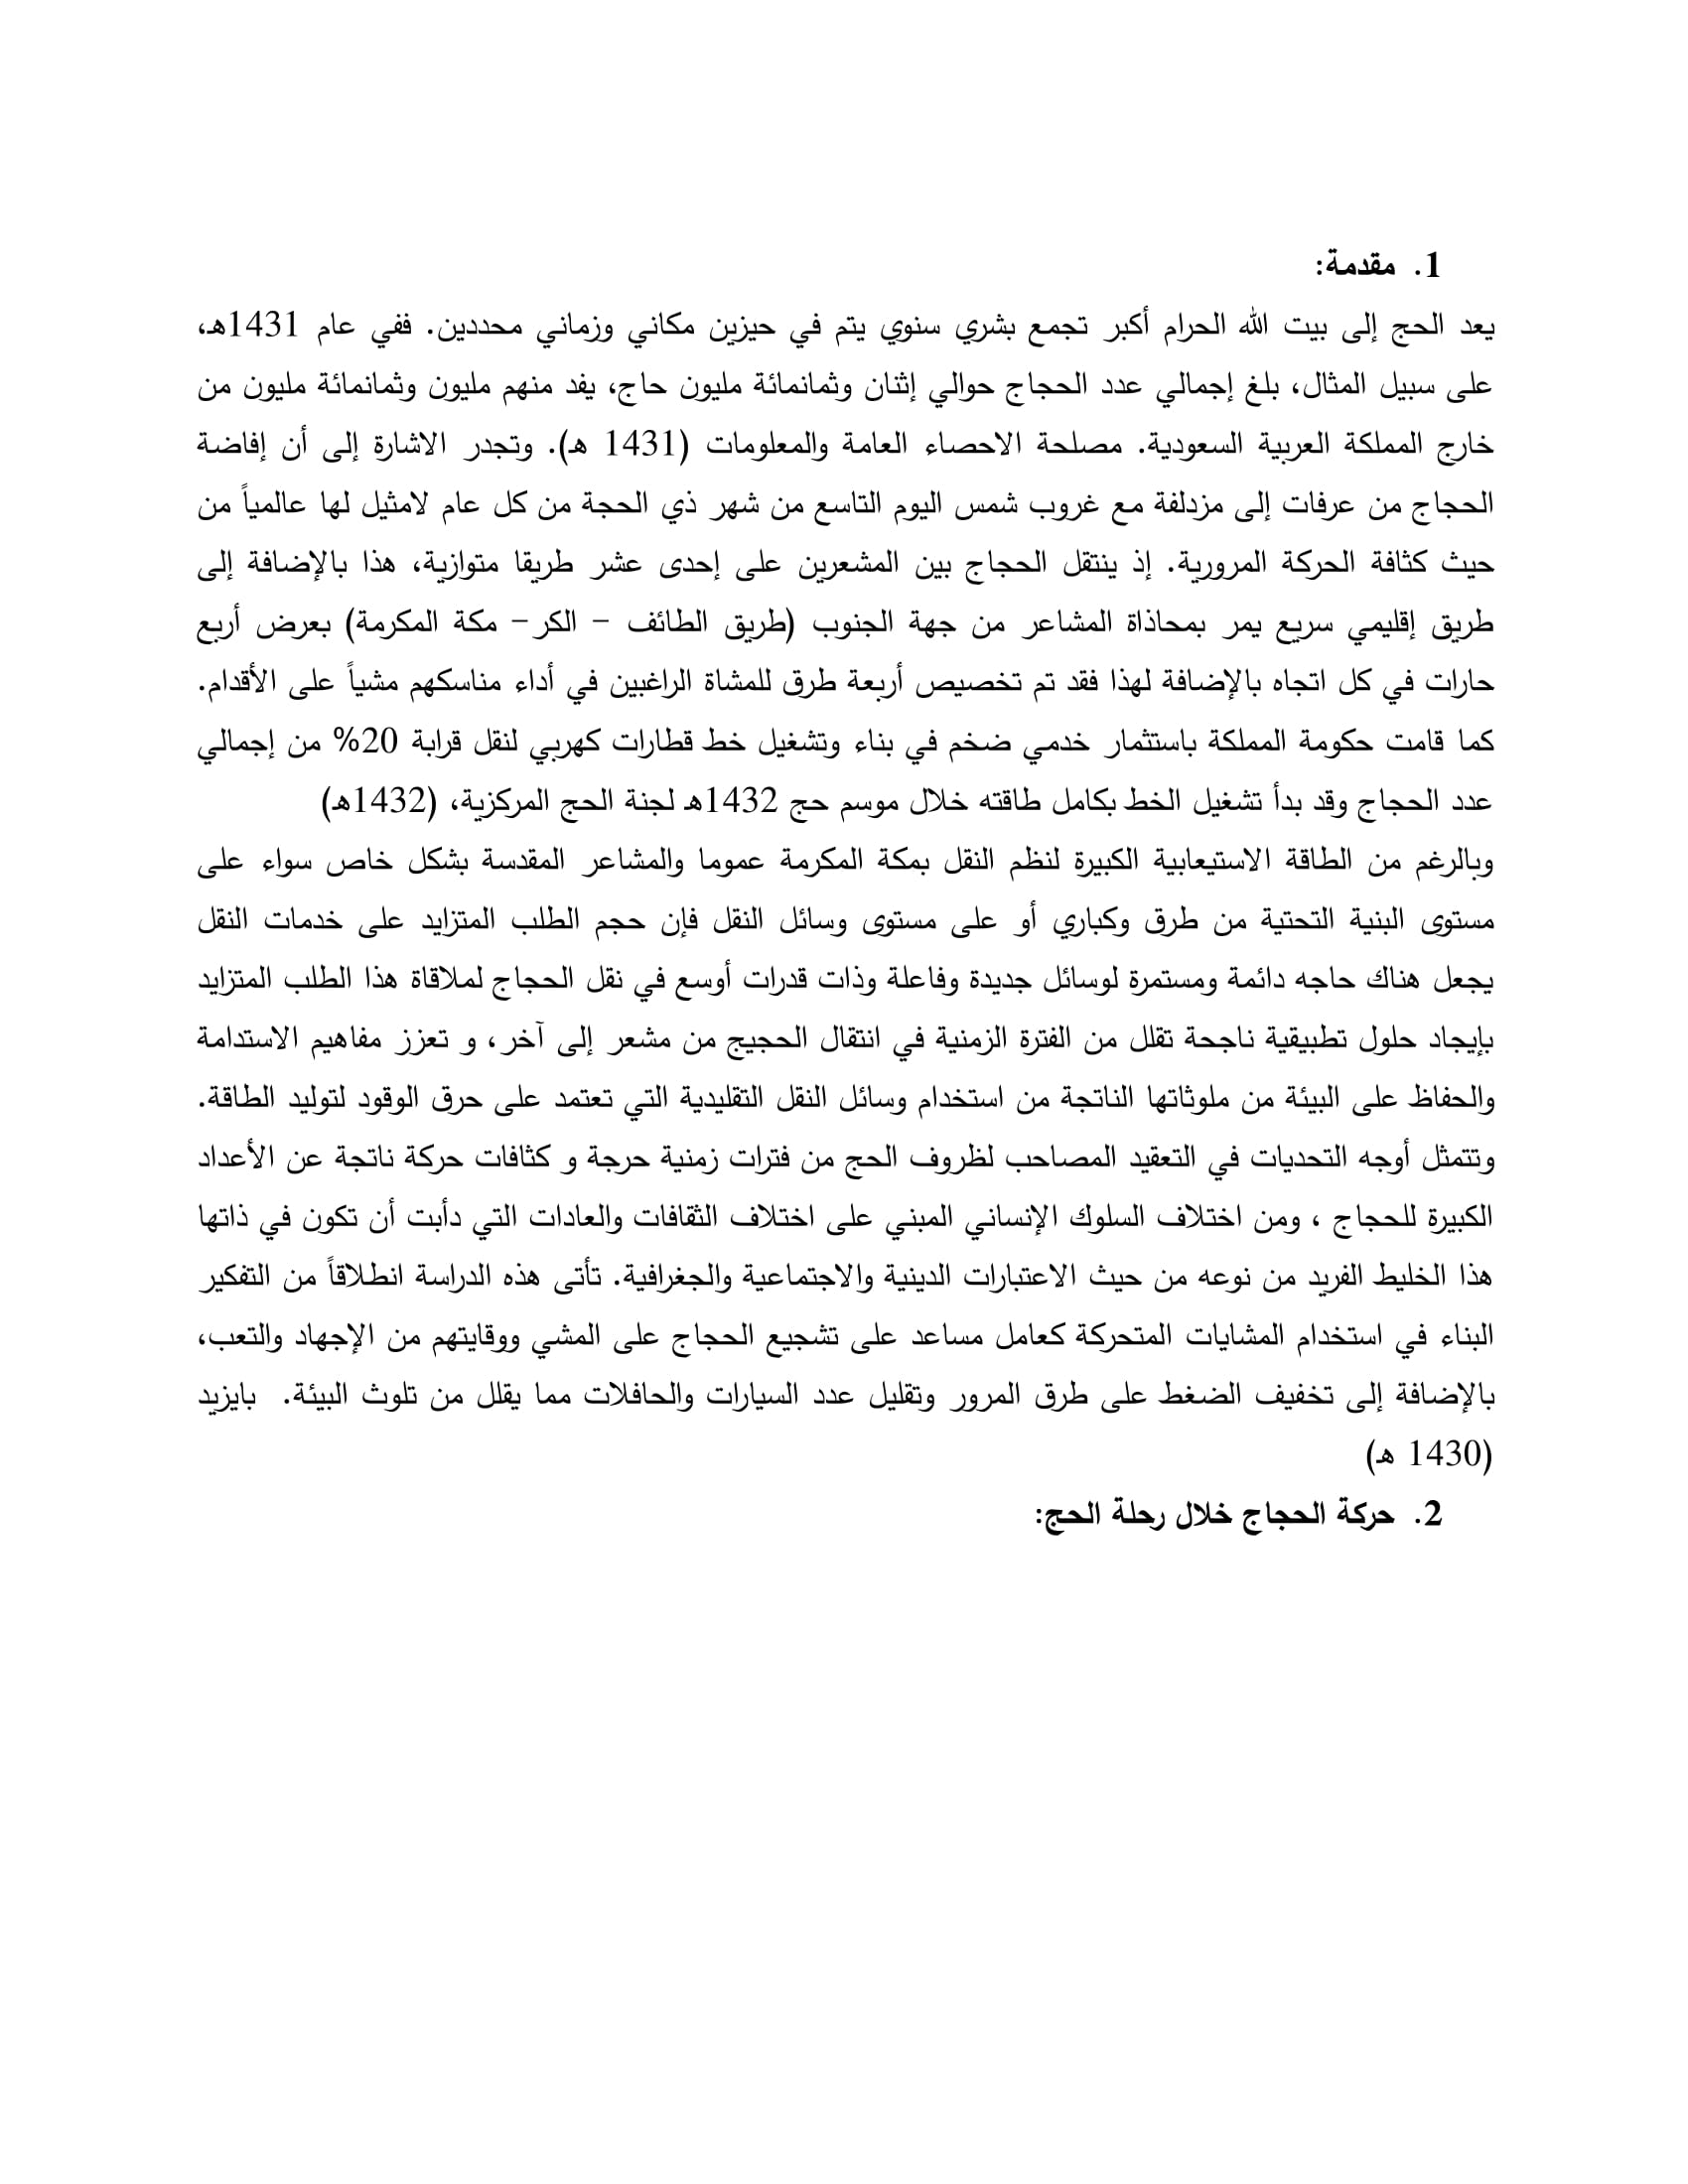 1. مقدمة:
يعد الحج إلى بيت الله الحرام أكبر تجمع بشري سنوي يتم في حيزين مكاني وزماني محددين. ففي عام 1431هـ،
على سبيل المثال، بلغ إجمالي عدد الحجاج حوالي إثنان وثمانمائة مليون حاج، يفد منهم مليون وثمانمائة مليون من
خارج المملكة العربية السعودية. مصلحة الاحصاء العامة والمعلومات (1431 هـ). وتجدر الاشارة إلى أن إفاضة
الحجاج من عرفات إلى مزدلفة مع غروب شمس اليوم التاسع من شهر ذي الحجة من كل عام لامثيل لها عالمياً من
حيث كثافة الحركة المرورية. إذ ينتقل الحجاج بين المشعرين على إحدى عشر طريقا متوازية، هذا بالإضافة إلى
طريق إقليمي سريع يمر بمحاذاة المشاعر من جهة الجنوب (طريق الطائف – الكر– مكة المكرمة) بعرض أربع
حارات في كل اتجاه بالإضافة لهذا فقد تم تخصيص أربعة طرق للمشاة الراغبين في أداء مناسكهم مشياً على الأقدام.
كما قامت حكومة المملكة باستثمار خدمي ضخم في بناء وتشغيل خط قطارات كهربي لنقل قرابة 20% من إجمالي
عدد الحجاج وقد بدأ تشغيل الخط بكامل طاقته خلال موسم حج 1432هـ لجنة الحج المركزية، (1432هـ)
وبالرغم من الطاقة الاستيعابية الكبيرة لنظم النقل بمكة المكرمة عموما والمشاعر المقدسة بشكل خاص سواء على
مستوى البنية التحتية من طرق وكباري أو على مستوى وسائل النقل فإن حجم الطلب المتزايد على خدمات النقل
يجعل هناك حاجه دائمة ومستمرة لوسائل جديدة وفاعلة وذات قدرات أوسع في نقل الحجاج لملاقاة هذا الطلب المتزايد
بإيجاد حلول تطبيقية ناجحة تقلل من الفترة الزمنية في انتقال الحجيج من مشعر إلى آخر، و تعزز مفاهيم الاستدامة
والحفاظ على البيئة من ملوثاتها الناتجة من استخدام وسائل النقل التقليدية التي تعتمد على حرق الوقود لتوليد الطاقة.
وتتمثل أوجه التحديات في التعقيد المصاحب لظروف الحج من فترات زمنية حرجة و كثافات حركة ناتجة عن الأعداد
الكبيرة للحجاج ، ومن اختلاف السلوك الإنساني المبني على اختلاف الثقافات والعادات التي دأبت أن تكون في ذاتها
هذا الخليط الفريد من نوعه من حيث الاعتبارات الدينية والاجتماعية والجغرافية. تأتى هذه الدراسة انطلاقاً من التفكير
البناء في استخدام المشايات المتحركة كعامل مساعد على تشجيع الحجاج على المشي ووقايتهم من الإجهاد والتعب،
بالإضافة إلى تخفيف الضغط على طرق المرور وتقليل عدد السيارات والحافلات مما يقلل من تلوث البيئة. بايزيد
(1430 هـ)
2. حركة الحجاج خلال رحلة الحج: